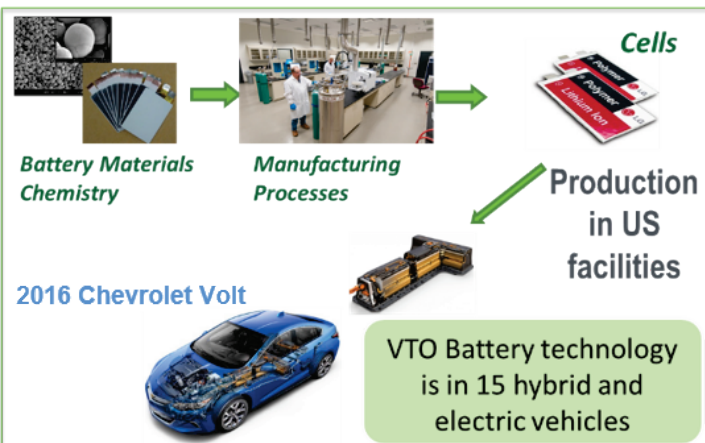 Cells
Polymer
Polymer
Lithium Ion
LG
Battery Materials
Chemistry
Manufacturing
Processes
Production
in US
facilities
2016 Chevrolet Volt
VTO Battery technology
is in 15 hybrid and
electric vehicles